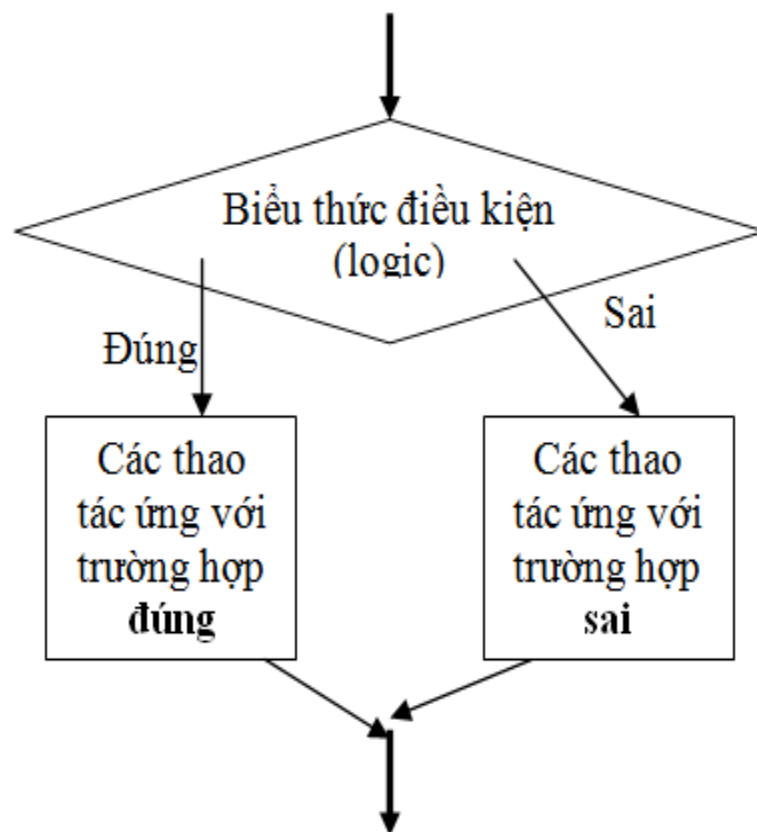 Biểu thức điều kiện
(logic)
Sai
Đúng
Các thao
tác ứng với
trường hợp
đúng
Các thao
tác ứng với
trường hợp
sai